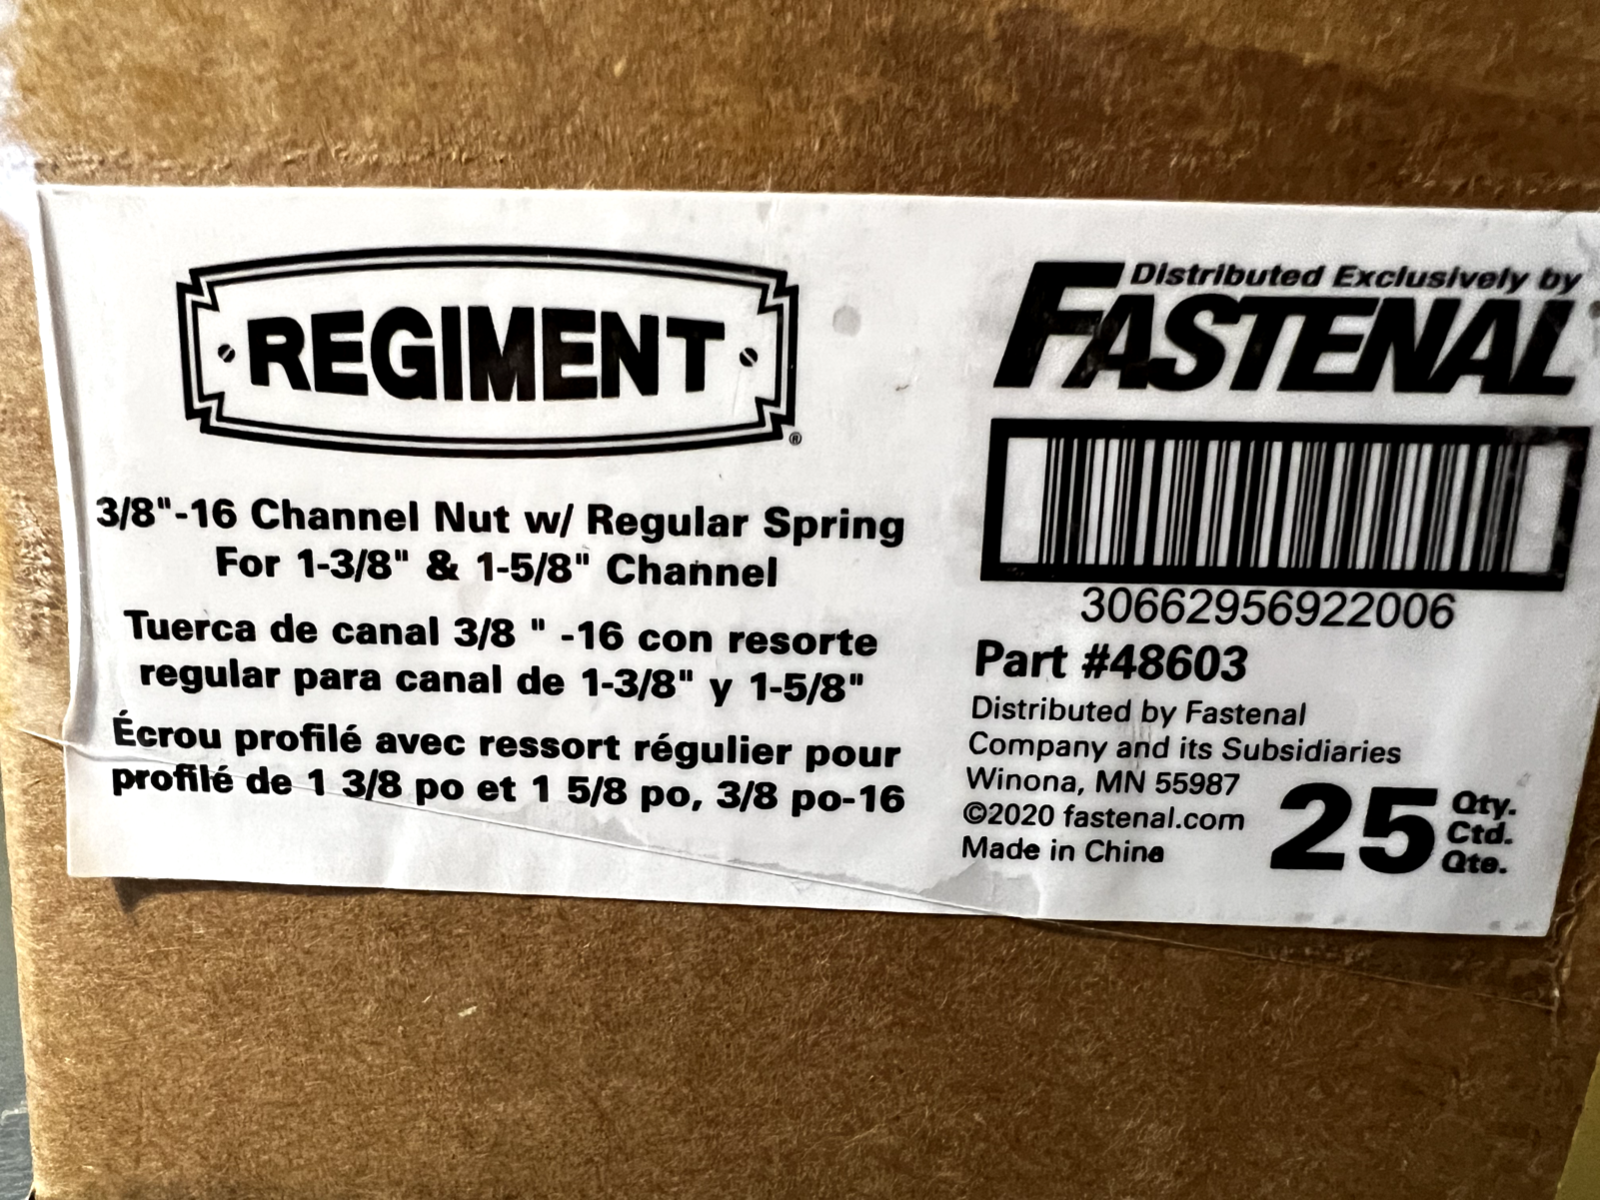 REGIMENT
®
3/8"-16 Channel Nut w/ Regular Spring
For 1-3/8" & 1-5/8" Channel
Tuerca de canal 3/8 " -16 con resorte
regular para canal de 1-3/8" y 1-5/8"
Écrou profilé avec ressort régulier pour
profilé de 1 3/8 po et 1 5/8 po, 3/8 po-16
Distributed Exclusively by
FASTENAL
30662956922006
Part #48603
Distributed by Fastenal
Company and its Subsidiaries
Winona, MN 55987
©2020 fastenal.com
Made in China
25
Qty.
Ctd.
Qte.